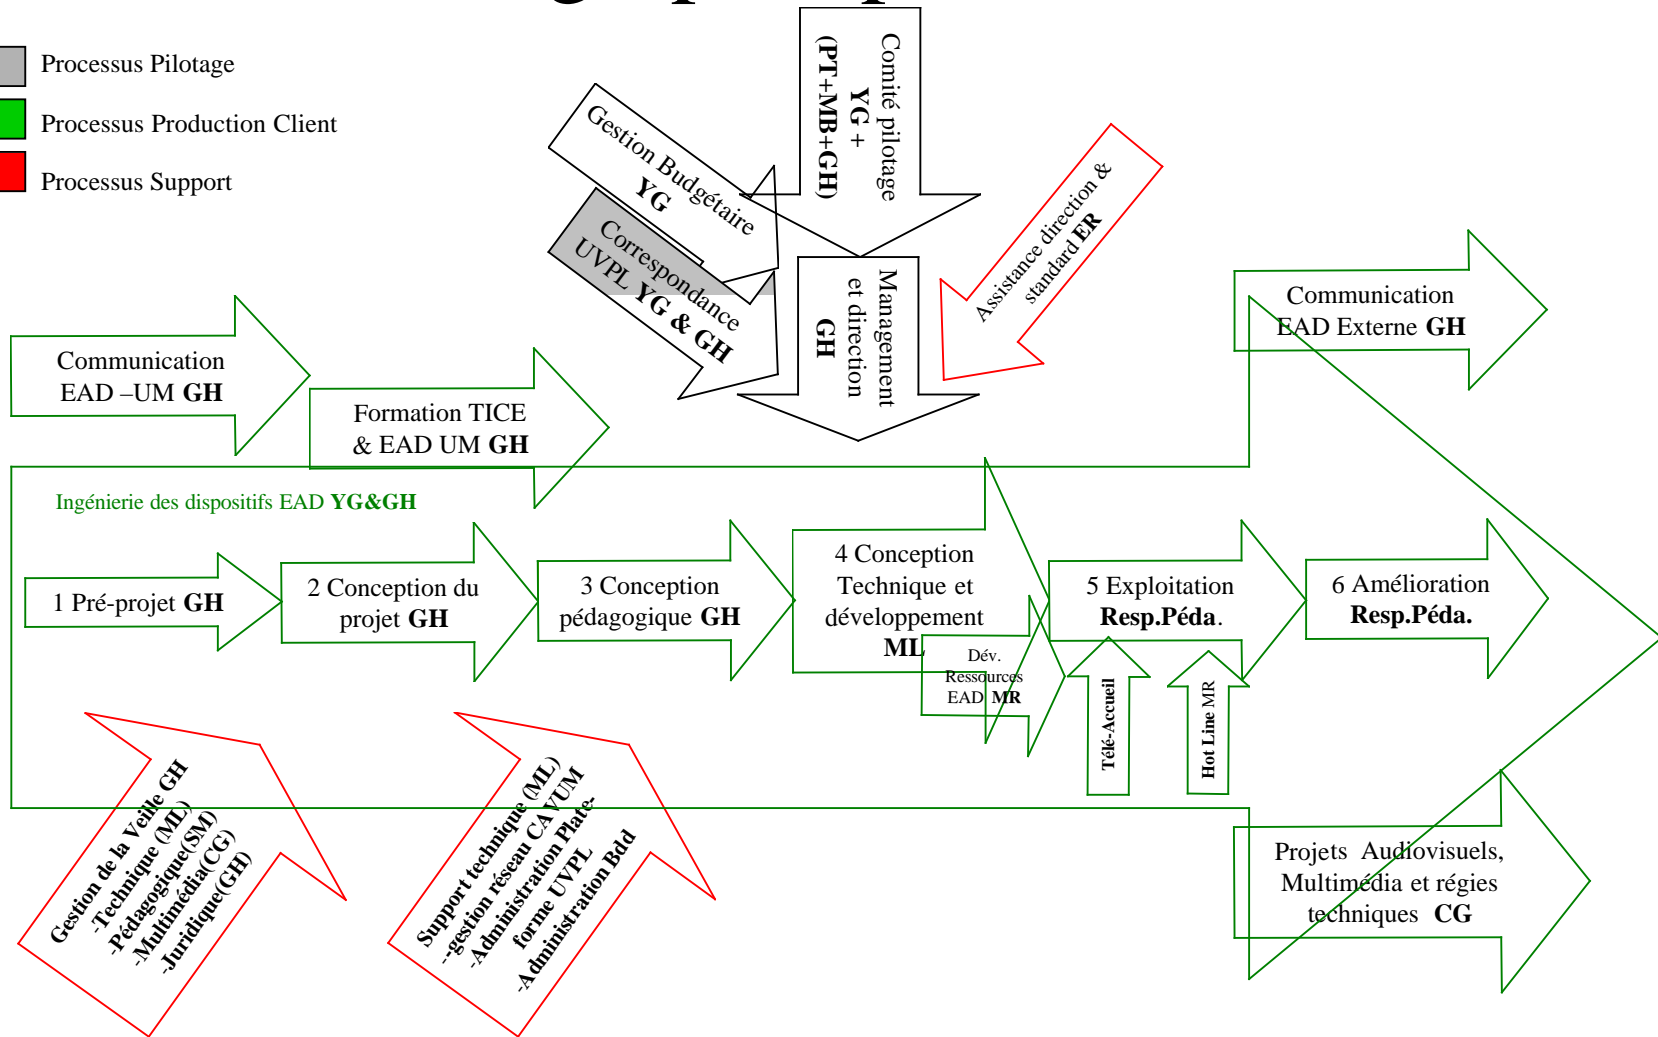 Processus Pilotage
Processus Production Client
Processus Support
Comité pilotage
YG +
(PT+MB+GH)
Gestion Budgétaire
YG
Correspondance
UVPL YG & GH
Management
et direction
GH
Assistance direction &
standard ER
Communication
EAD Externe GH
Communication
EAD –UM GH
Formation TICE
& EAD UM GH
Ingénierie des dispositifs EAD YG&GH
1 Pré-projet GH
2 Conception du
projet GH
3 Conception
pédagogique GH
4 Conception
Technique et
développement
ML
Dév.
Ressources
EAD MR
5 Exploitation
Resp.Péda.
6 Amélioration
Resp.Péda.
Télé-Accueil
Hot Line MR
Gestion de la Veille GH
-Technique (ML)
-Pédagogique(SM)
-Multimédia(CG)
-Juridique(GH)
Support technique (ML)
--gestion réseau CAVUM
-Administration Plate-
forme UVPL
-Administration Bdd
Projets Audiovisuels,
Multimédia et régies
techniques CG